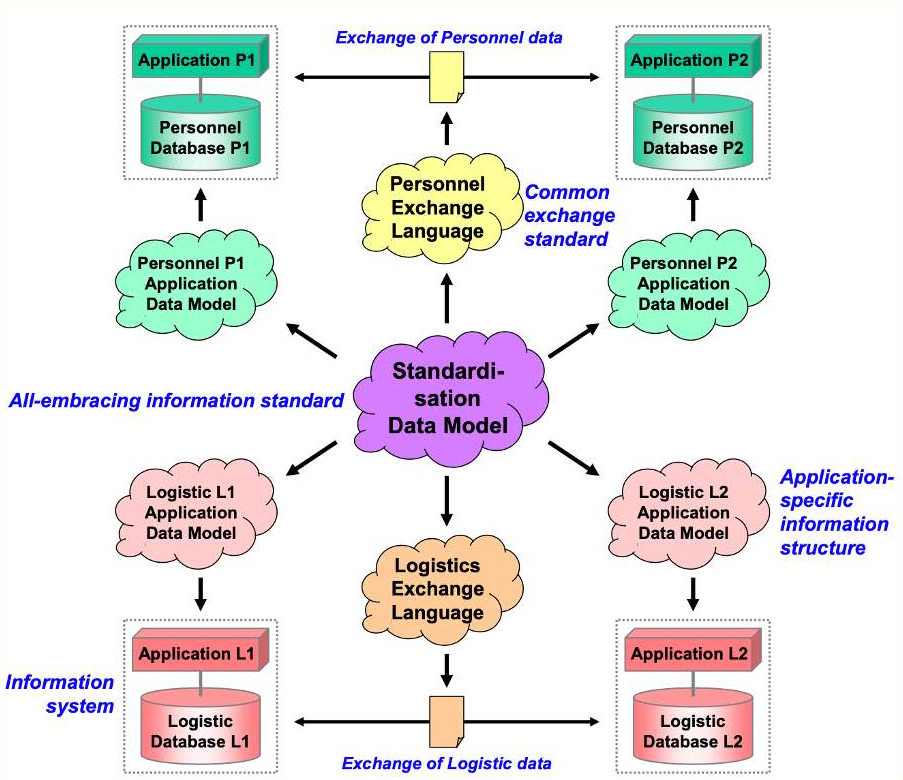 Exchange of Personnel data
Application P1
Application P2
Personnel
Database P1
Personnel
Database P2
Personnel
Exchange
Language
Common
exchange
standard
Personnel P1
Application
Data Model
Personnel P2
Application
Data Model
Standardi-
sation
Data Model
All-embracing information standard
Logistic L1
Application
Data Model
Logistic L2
Application
Data Model
Application-
specific
information
structure
Logistics
Exchange
Language
Application L1
Application L2
Information
system
Logistic
Database L1
Logistic
Database L2
Exchange of Logistic data